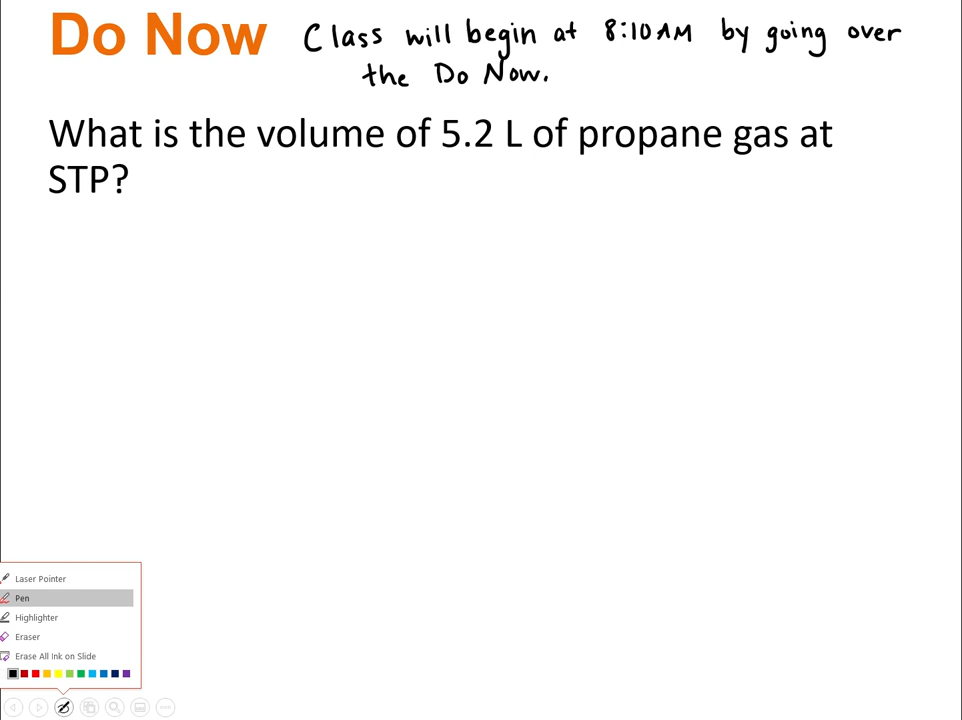 Do Now Class will begin at 8:10AM by going over
the Do Now.
What is the volume of 5.2 L of propane gas at
STP?
Laser Pointer
Pen
Highlighter
Eraser
Erase All Ink on Slide